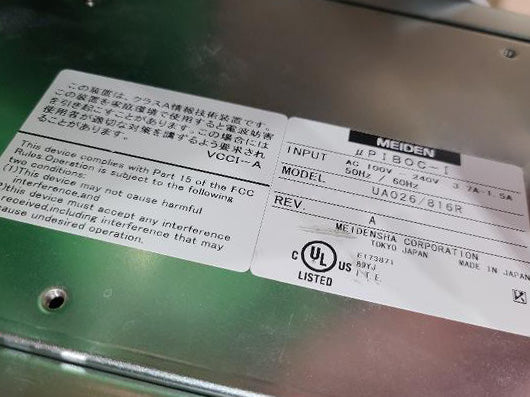 この装置は、クラスA情報技術装置です。
この装置を家庭環境で使用すると電波妨害
を引き起こすことがあります。この場合には
使用者が適切な対策を講ずるよう要求され
ることがあります。
VCCI-A
This device complies with Part 15 of the FCC
Rules.Operation is subject to the following
two conditions:
(1)This device may not cause harmful
interference,and
(2)this device must accept any interference
received,including interference that may
cause undesired operation.
MEIDEN
μPIBOC-I
INPUT AC 100V 240V 3.2A 1.5A
50Hz / 60Hz
MODEL UA026/816R
REV. A
MEIDENSHA CORPORATION
TOKYO JAPAN MADE IN JAPAN
C UL US
LISTED
E173871
89YJ
I.T.E.